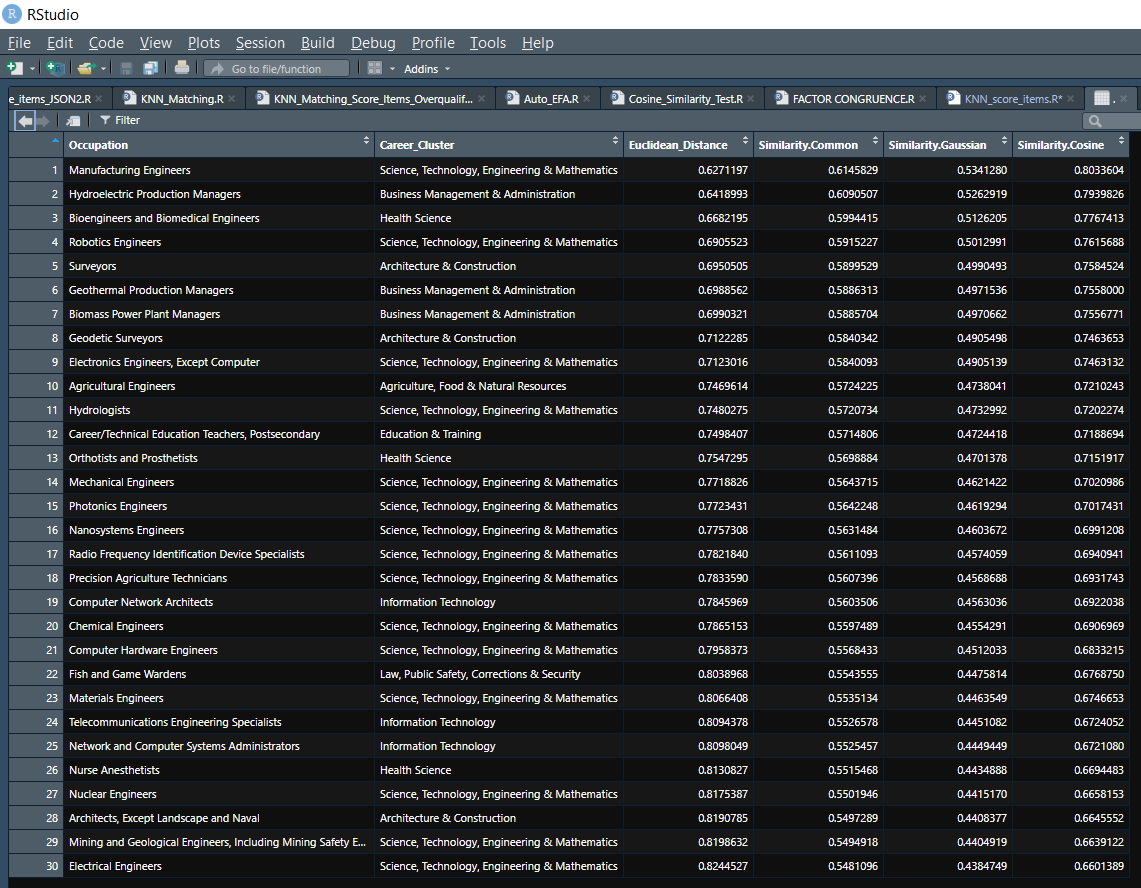 R RStudio
File Edit Code View Plots Session Build Debug Profile Tools Help
Go to file/function Addins
e_items_JSON2.R KNN_Matching.R KNN_Matching_Score_Items_Overqualif... Auto_EFA.R Cosine_Similarity_Test.R FACTOR CONGRUENCE.R KNN_score_items.R* .
Filter
Occupation Career_Cluster Euclidean_Distance Similarity.Common Similarity.Gaussian Similarity.Cosine
1 Manufacturing Engineers Science, Technology, Engineering & Mathematics 0.6271197 0.6145829 0.5341280 0.8033604
2 Hydroelectric Production Managers Business Management & Administration 0.6418993 0.6090507 0.5262919 0.7939826
3 Bioengineers and Biomedical Engineers Health Science 0.6682195 0.5994415 0.5126205 0.7767413
4 Robotics Engineers Science, Technology, Engineering & Mathematics 0.6905523 0.5915227 0.5012991 0.7615688
5 Surveyors Architecture & Construction 0.6950505 0.5899529 0.4990493 0.7584524
6 Geothermal Production Managers Business Management & Administration 0.6988562 0.5886313 0.4971536 0.7558000
7 Biomass Power Plant Managers Business Management & Administration 0.6990321 0.5885704 0.4970662 0.7556771
8 Geodetic Surveyors Architecture & Construction 0.7122285 0.5840342 0.4905498 0.7463653
9 Electronics Engineers, Except Computer Science, Technology, Engineering & Mathematics 0.7123016 0.5840093 0.4905139 0.7463132
10 Agricultural Engineers Agriculture, Food & Natural Resources 0.7469614 0.5724225 0.4738041 0.7210243
11 Hydrologists Science, Technology, Engineering & Mathematics 0.7480275 0.5720734 0.4732992 0.7202274
12 Career/Technical Education Teachers, Postsecondary Education & Training 0.7498407 0.5714806 0.4724418 0.7188694
13 Orthotists and Prosthetists Health Science 0.7547295 0.5698884 0.4701378 0.7151917
14 Mechanical Engineers Science, Technology, Engineering & Mathematics 0.7718826 0.5643715 0.4621422 0.7020986
15 Photonics Engineers Science, Technology, Engineering & Mathematics 0.7723431 0.5642248 0.4619294 0.7017431
16 Nanosystems Engineers Science, Technology, Engineering & Mathematics 0.7757308 0.5631484 0.4603672 0.6991208
17 Radio Frequency Identification Device Specialists Science, Technology, Engineering & Mathematics 0.7821840 0.5611093 0.4574059 0.6940941
18 Precision Agriculture Technicians Science, Technology, Engineering & Mathematics 0.7833590 0.5607396 0.4568688 0.6931743
19 Computer Network Architects Information Technology 0.7845969 0.5603506 0.4563036 0.6922038
20 Chemical Engineers Science, Technology, Engineering & Mathematics 0.7865153 0.5597489 0.4554291 0.6906969
21 Computer Hardware Engineers Science, Technology, Engineering & Mathematics 0.7958373 0.5568433 0.4512033 0.6833215
22 Fish and Game Wardens Law, Public Safety, Corrections & Security 0.8038968 0.5543555 0.4475814 0.6768750
23 Materials Engineers Science, Technology, Engineering & Mathematics 0.8066408 0.5535134 0.4463549 0.6746653
24 Telecommunications Engineering Specialists Information Technology 0.8094378 0.5526578 0.4451082 0.6724052
25 Network and Computer Systems Administrators Information Technology 0.8098049 0.5525457 0.4449449 0.6721080
26 Nurse Anesthetists Health Science 0.8130827 0.5515468 0.4434888 0.6694483
27 Nuclear Engineers Science, Technology, Engineering & Mathematics 0.8175387 0.5501946 0.4415170 0.6658153
28 Architects, Except Landscape and Naval Architecture & Construction 0.8190785 0.5497289 0.4408377 0.6645552
29 Mining and Geological Engineers, Including Mining Safety E... Science, Technology, Engineering & Mathematics 0.8198632 0.5494918 0.4404919 0.6639122
30 Electrical Engineers Science, Technology, Engineering & Mathematics 0.8244527 0.5481096 0.4384749 0.6601389